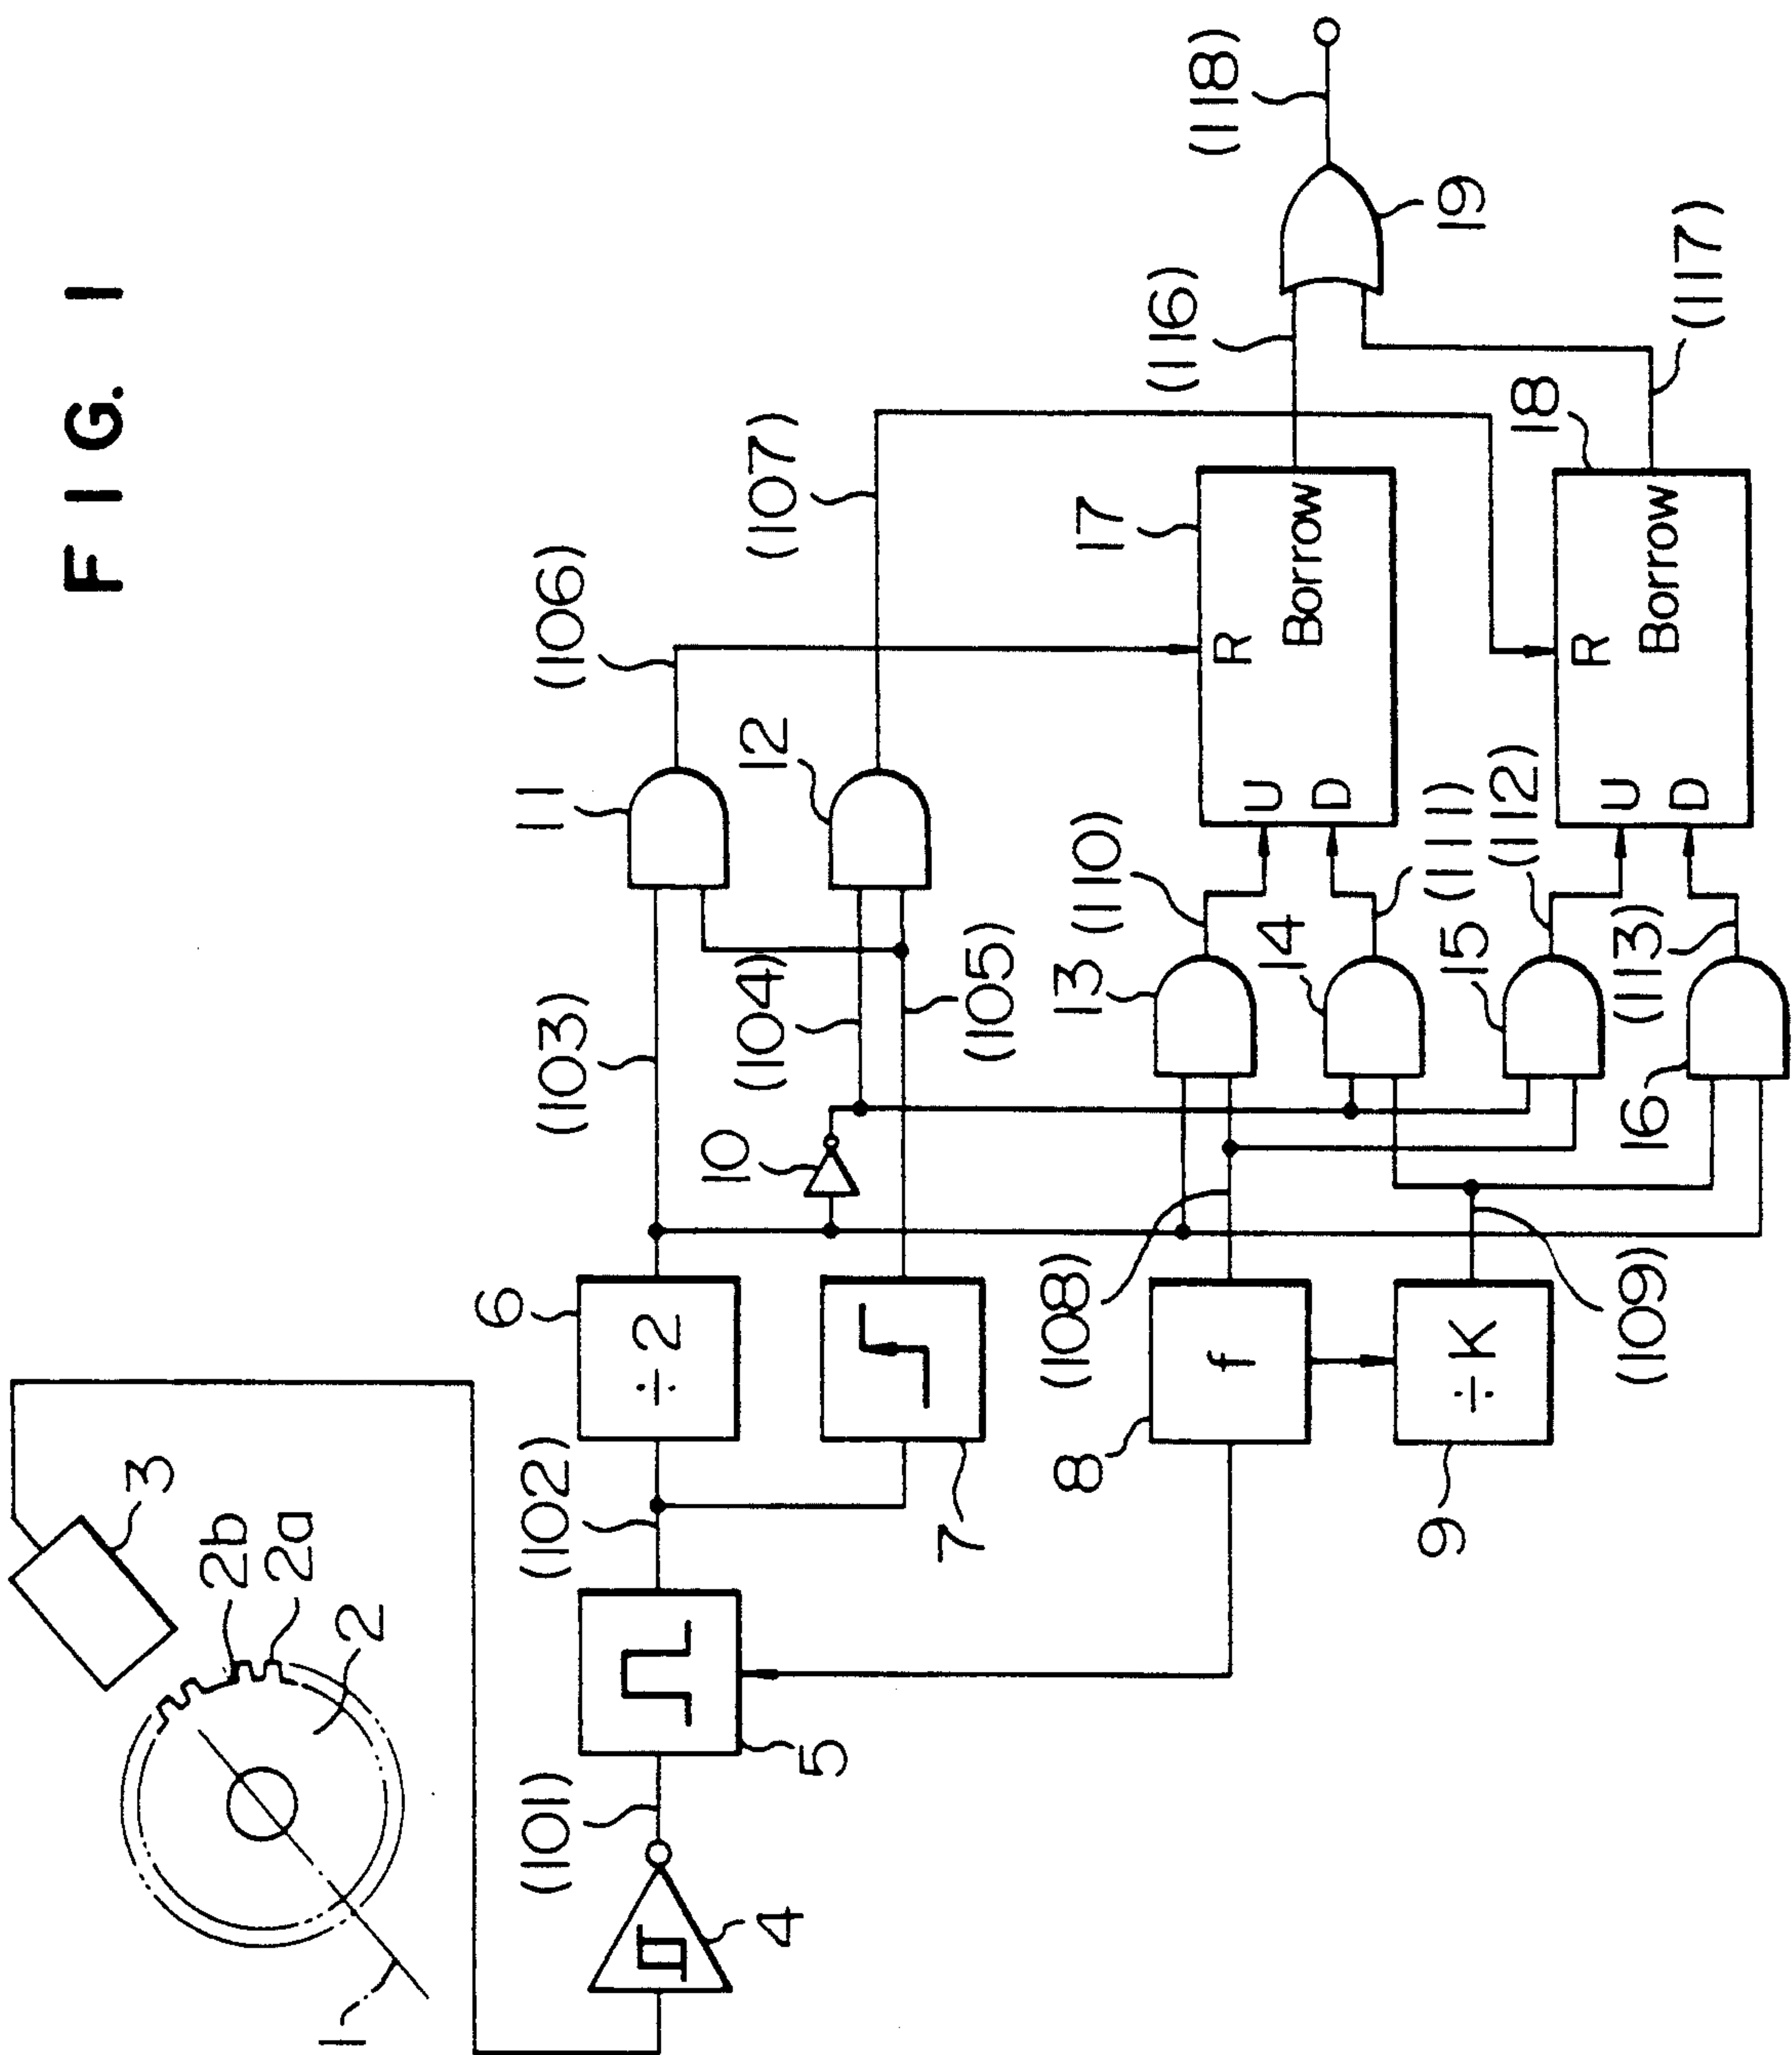 FIG. 1
1
2
2a
2b
3
4
(101)
5
(102)
6
÷2
7
(103)
10
(104)
(105)
11
(106)
12
(107)
8
f
(108)
9
÷K
(109)
13
(110)
14
(111)
15
(112)
16
(113)
17
U
D
R
Borrow
18
U
D
R
Borrow
(116)
(117)
19
(118)